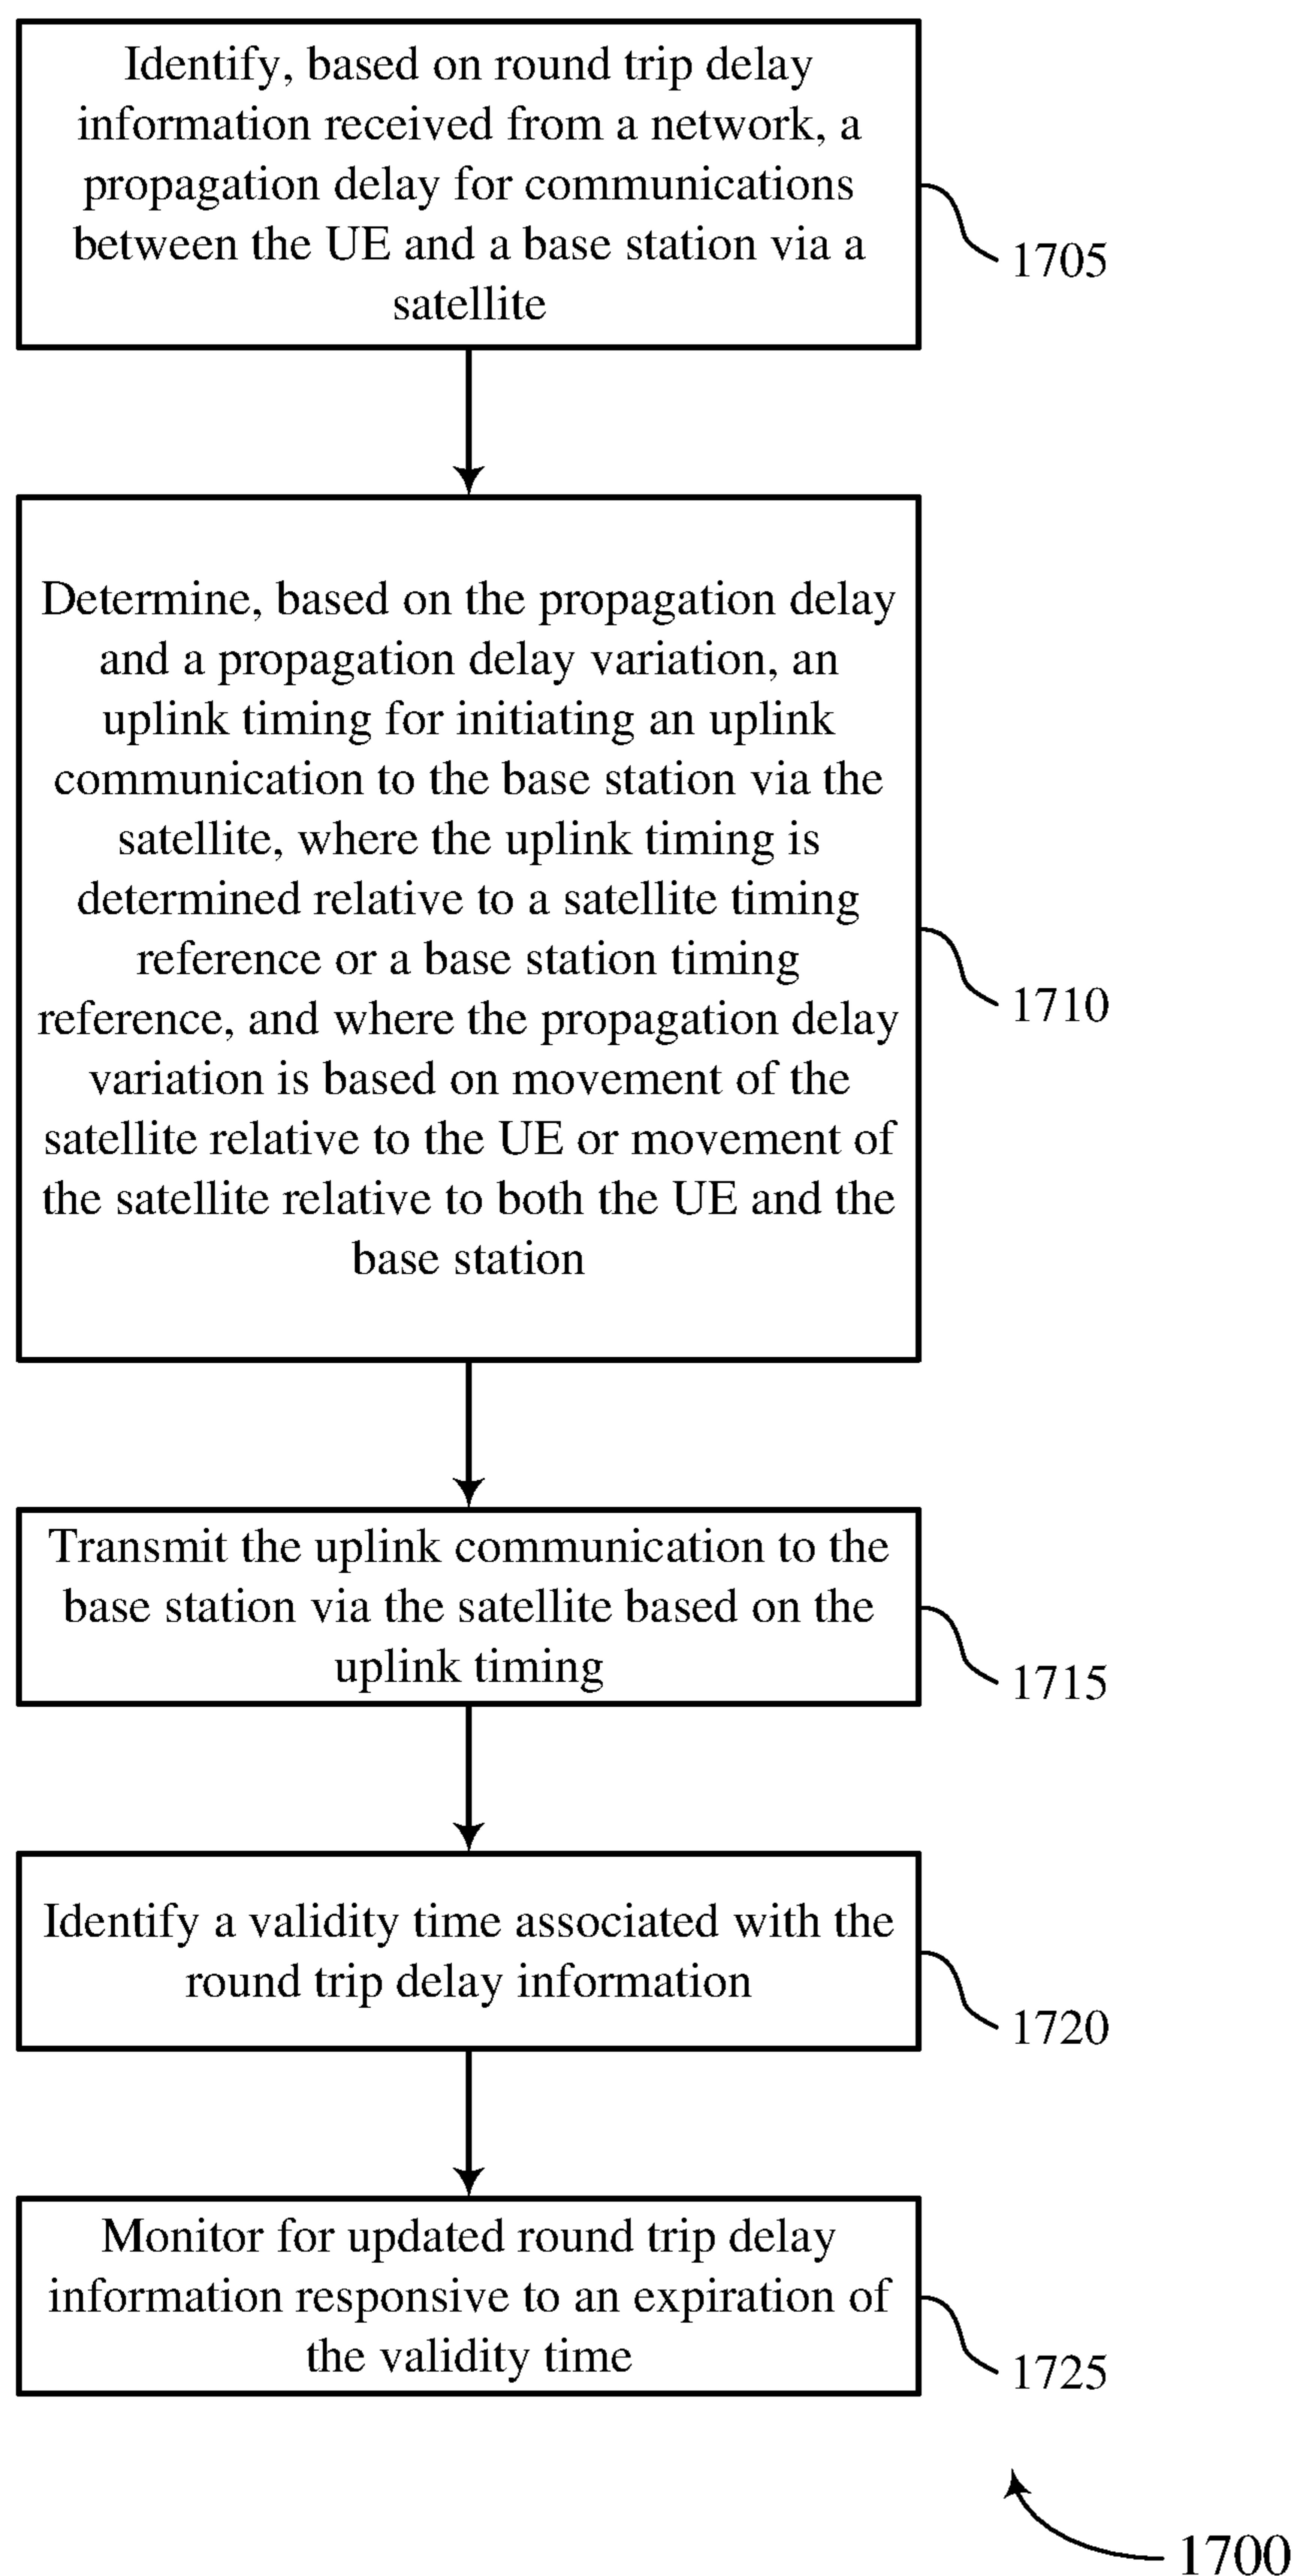 Identify, based on round trip delay
information received from a network, a
propagation delay for communications
between the UE and a base station via a
satellite
1705
Determine, based on the propagation delay
and a propagation delay variation, an
uplink timing for initiating an uplink
communication to the base station via the
satellite, where the uplink timing is
determined relative to a satellite timing
reference or a base station timing
reference, and where the propagation delay
variation is based on movement of the
satellite relative to the UE or movement of
the satellite relative to both the UE and the
base station
1710
Transmit the uplink communication to the
base station via the satellite based on the
uplink timing
1715
Identify a validity time associated with the
round trip delay information
1720
Monitor for updated round trip delay
information responsive to an expiration of
the validity time
1725
1700